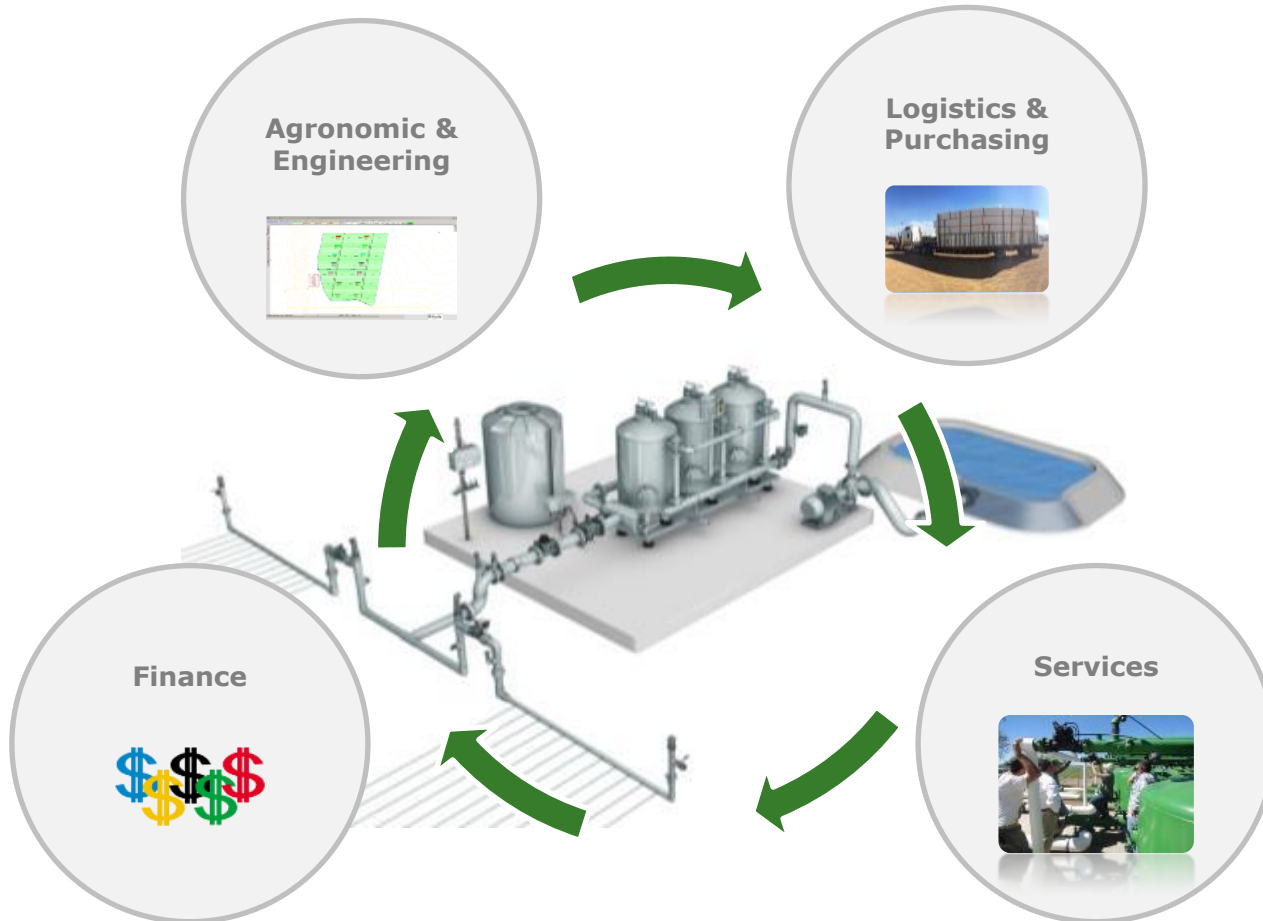 Agronomic &
Engineering
Logistics &
Purchasing
Finance
$$$$$
Services